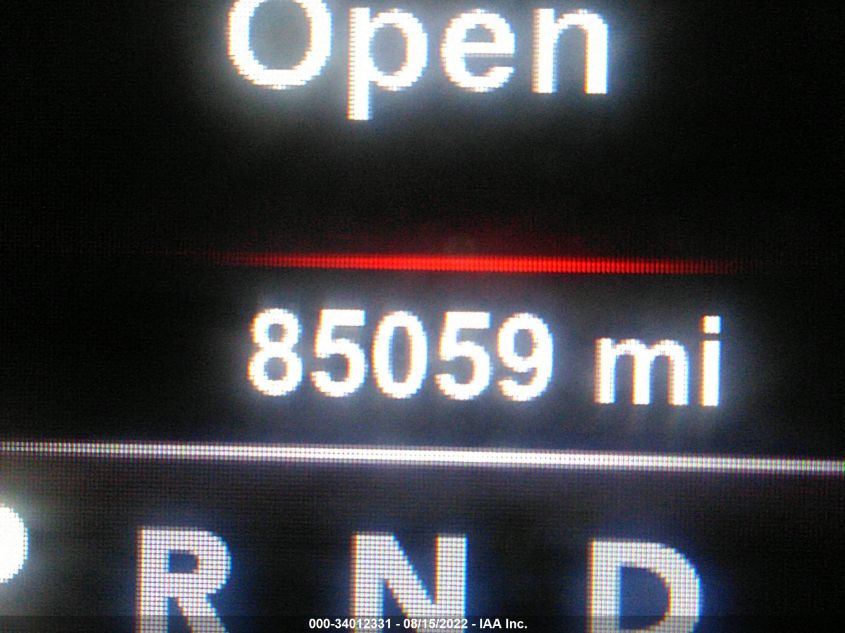 Open
85059 mi
P R N D
000-34012331 - 08/15/2022 - IAA Inc.